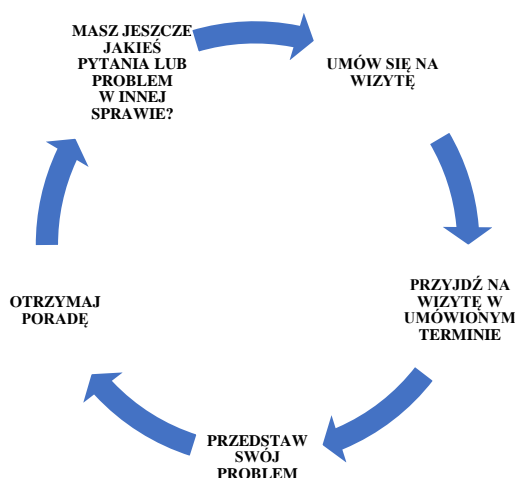 MASZ JESZCZE
JAKIEŚ
PYTANIA LUB
PROBLEM
W INNEJ
SPRAWIE?
UMÓW SIĘ NA
WIZYTĘ
PRZYJDŹ NA
WIZYTĘ W
UMÓWIONYM
TERMINIE
PRZEDSTAW
SWÓJ
PROBLEM
OTRZYMAJ
PORADĘ